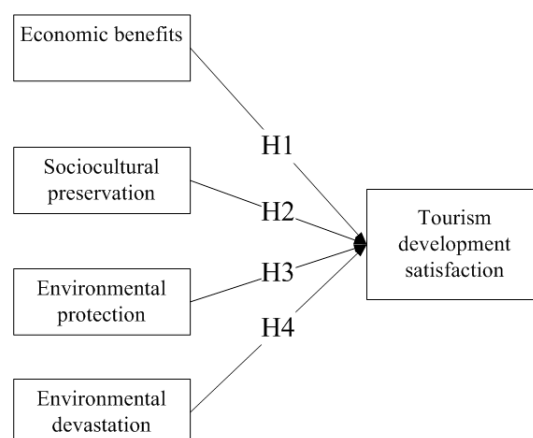 Economic benefits
H1
Sociocultural
preservation
H2
Tourism
development
satisfaction
Environmental
protection
H3
H4
Environmental
devastation